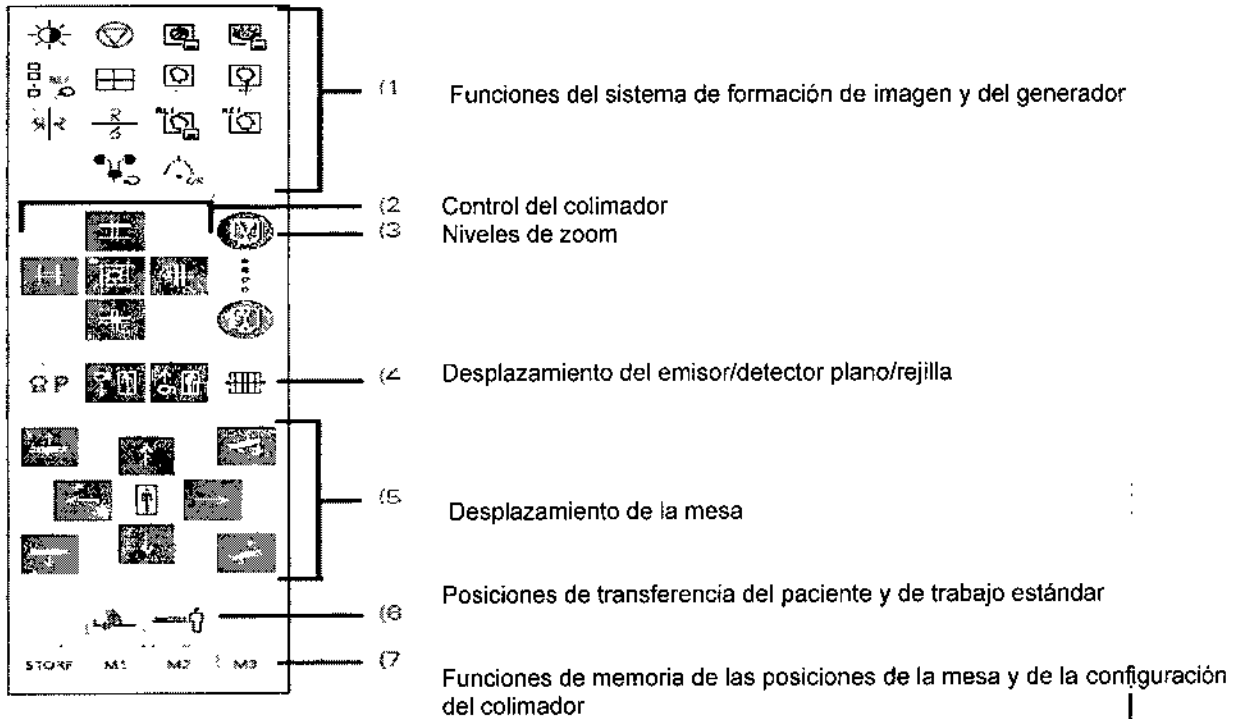 (1 Funciones del sistema de formación de imagen y del generador
(2 Control del colimador
(3 Niveles de zoom
(4 Desplazamiento del emisor/detector plano/rejilla
(5 Desplazamiento de la mesa
Posiciones de transferencia del paciente y de trabajo estándar
(6
STORE M1 M2 M3 (7
Funciones de memoria de las posiciones de la mesa y de la configuración
del colimador